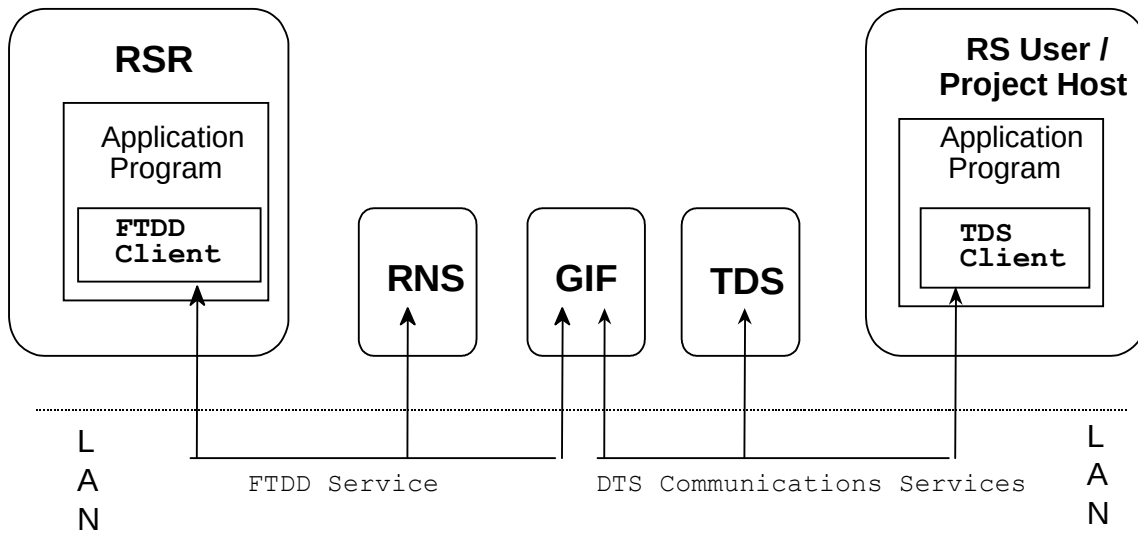 RSR
Application
Program
FTDD
Client
RNS
GIF
TDS
RS User /
Project Host
Application
Program
TDS
Client
L
A
N
FTDD Service
DTS Communications Services
L
A
N